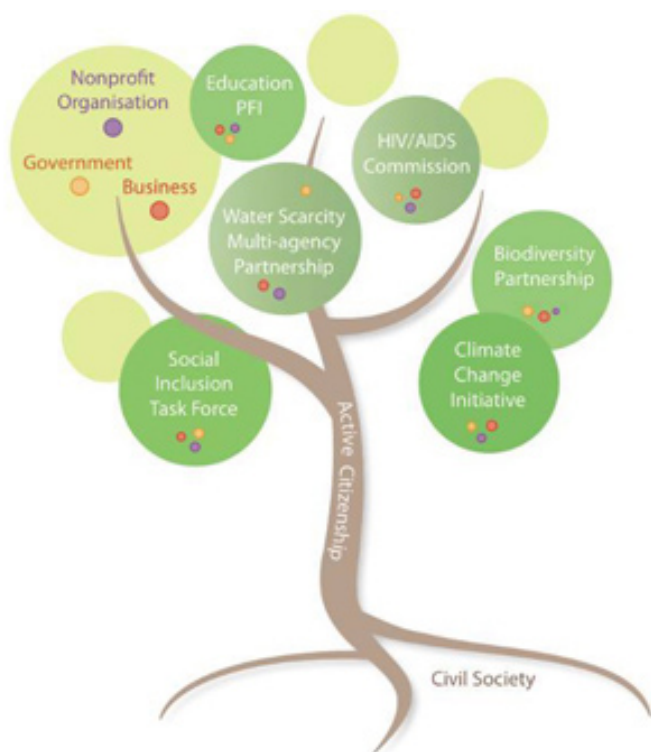 Nonprofit
Organisation
Government
Business
Education
PFI
HIV/AIDS
Commission
Water Scarcity
Multi-agency
Partnership
Biodiversity
Partnership
Social
Inclusion
Task Force
Climate
Change
Initiative
Active Citizenship
Civil Society